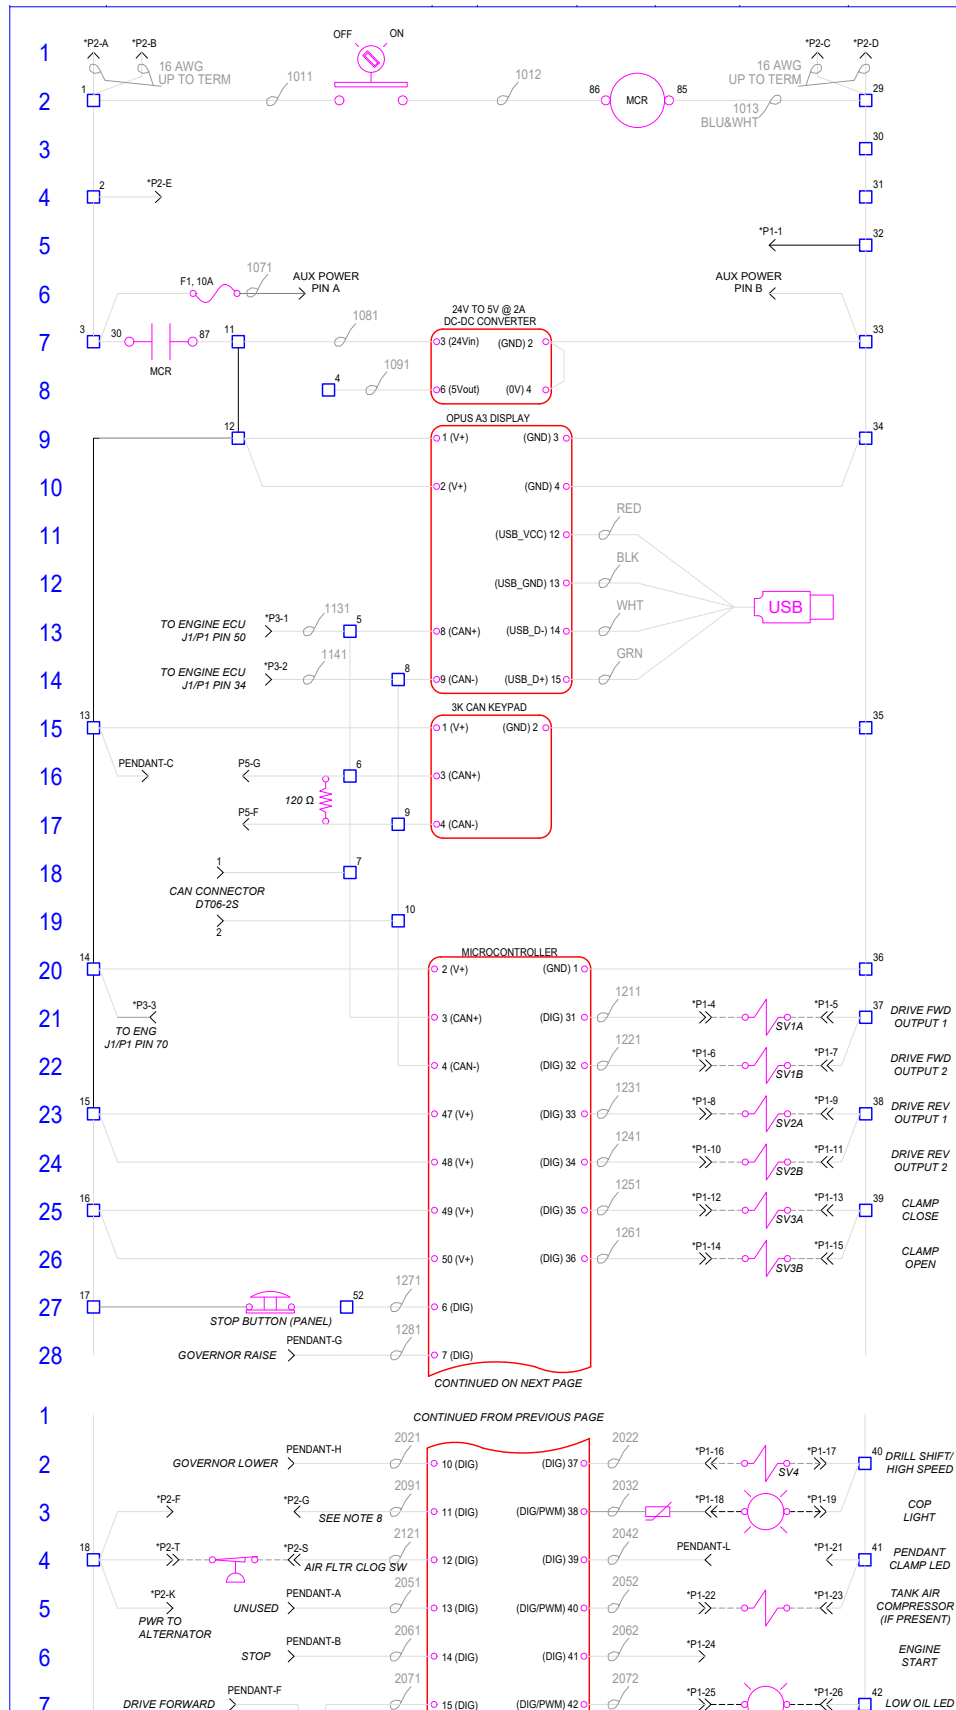 1 *P2-A *P2-B OFF ON *P2-C *P2-D
16 AWG
UP TO TERM
16 AWG
UP TO TERM
2 1 1011 1012 86 MCR 85 1013
BLU&WHT
29
3 30
4 2 *P2-E 31
5 *P1-1 32
6 F1, 10A 1071 AUX POWER
PIN A
AUX POWER
PIN B
7 3 30 87 11 1081 33
MCR
24V TO 5V @ 2A
DC-DC CONVERTER
3 (24Vin) (GND) 2
8 4 1091 6 (5Vout) (0V) 4
OPUS A3 DISPLAY
9 12 1 (V+) (GND) 3 34
10 2 (V+) (GND) 4
11 (USB_VCC) 12 RED
12 (USB_GND) 13 BLK
USB
13 TO ENGINE ECU
J1/P1 PIN 50
*P3-1 1131 5 8 (CAN+) (USB_D-) 14 WHT
14 TO ENGINE ECU
J1/P1 PIN 34
*P3-2 1141 8 9 (CAN-) (USB_D+) 15 GRN
3K CAN KEYPAD
15 13 1 (V+) (GND) 2 35
16 PENDANT-C P5-G 6 3 (CAN+)
120 Ω
17 P5-F 9 4 (CAN-)
18 1 7
CAN CONNECTOR
DT06-2S
19 2 10
MICROCONTROLLER
20 14 2 (V+) (GND) 1 36
21 *P3-3
TO ENG
J1/P1 PIN 70
3 (CAN+) (DIG) 31 1211 *P1-4 SV1A *P1-5 37 DRIVE FWD
OUTPUT 1
22 4 (CAN-) (DIG) 32 1221 *P1-6 SV1B *P1-7 DRIVE FWD
OUTPUT 2
23 15 47 (V+) (DIG) 33 1231 *P1-8 SV2A *P1-9 38 DRIVE REV
OUTPUT 1
24 48 (V+) (DIG) 34 1241 *P1-10 SV2B *P1-11 DRIVE REV
OUTPUT 2
25 16 49 (V+) (DIG) 35 1251 *P1-12 SV3A *P1-13 39 CLAMP
CLOSE
26 50 (V+) (DIG) 36 1261 *P1-14 SV3B *P1-15 CLAMP
OPEN
27 17 52 1271 6 (DIG)
STOP BUTTON (PANEL)
28 GOVERNOR RAISE PENDANT-G 1281 7 (DIG)
CONTINUED ON NEXT PAGE
1 CONTINUED FROM PREVIOUS PAGE
2 GOVERNOR LOWER PENDANT-H 2021 10 (DIG) (DIG) 37 2022 *P1-16 SV4 *P1-17 40 DRILL SHIFT/
HIGH SPEED
3 *P2-F *P2-G
SEE NOTE 8
2091 11 (DIG) (DIG/PWM) 38 2032 *P1-18 *P1-19 COP
LIGHT
4 18 *P2-T *P2-S
AIR FLTR CLOG SW
2121 12 (DIG) (DIG) 39 2042 PENDANT-L *P1-21 41 PENDANT
CLAMP LED
5 *P2-K
PWR TO
ALTERNATOR
UNUSED PENDANT-A 2051 13 (DIG) (DIG/PWM) 40 2052 *P1-22 *P1-23 TANK AIR
COMPRESSOR
(IF PRESENT)
6 STOP PENDANT-B 2061 14 (DIG) (DIG) 41 2062 *P1-24 ENGINE
START
7 DRIVE FORWARD PENDANT-F 2071 15 (DIG) (DIG/PWM) 42 2072 *P1-25 *P1-26 42 LOW OIL LED